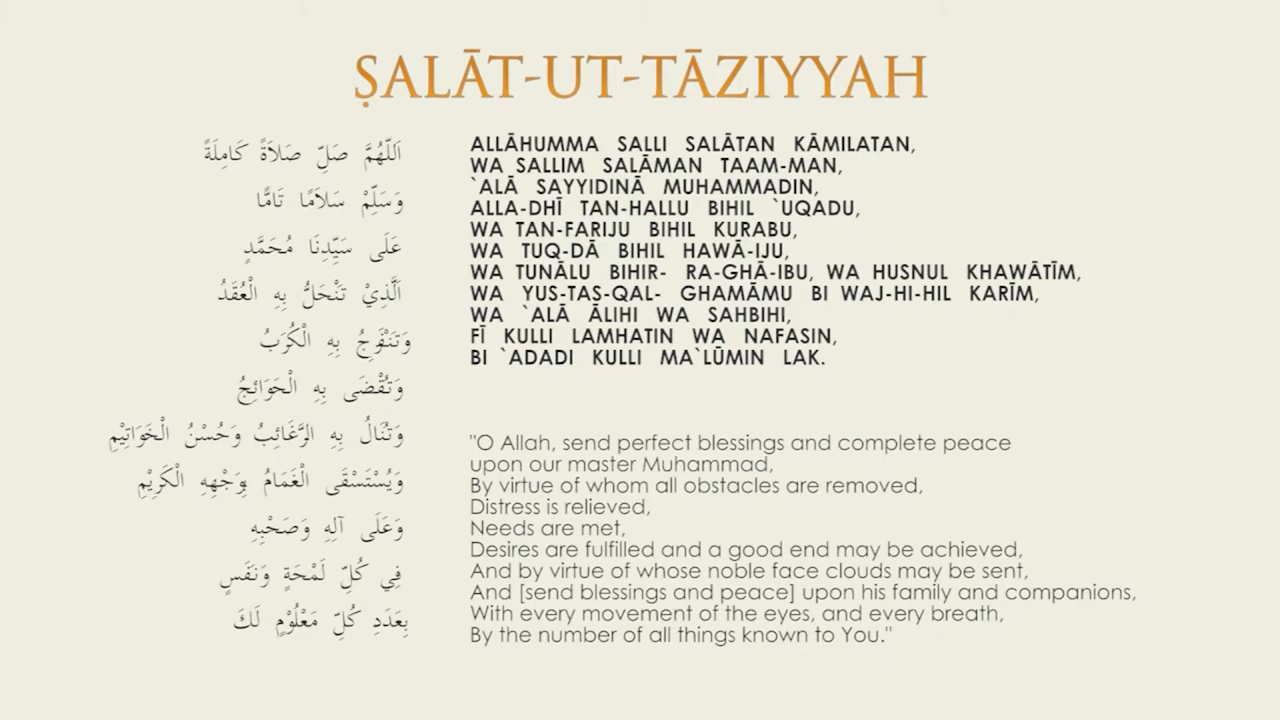 ṢALĀT-UT-TĀZIYYAH
اَللّٰهُمَّ صَلِّ صَلاَةً كَامِلَةً
وَسَلِّمْ سَلاَمًا تَامًّا
عَلَى سَيِّدِنَا مُحَمَّدٍ
اَلَّذِيْ تَنْحَلُّ بِهِ الْعُقَدُ
وَتَنْفَرِجُ بِهِ الْكُرَبُ
وَتُقْضَى بِهِ الْحَوَائِجُ
وَتُنَالُ بِهِ الرَّغَائِبُ وَحُسْنُ الْخَوَاتِيْمِ
وَيُسْتَسْقَى الْغَمَامُ بِوَجْهِهِ الْكَرِيْمِ
وَعَلَى آلِهِ وَصَحْبِهِ
فِي كُلِّ لَمْحَةٍ وَنَفَسٍ
بِعَدَدِ كُلِّ مَعْلُوْمٍ لَكَ
ALLĀHUMMA SALLI SALĀTAN KĀMILATAN,
WA SALLIM SALĀMAN TAAM-MAN,
`ALĀ SAYYIDINĀ MUHAMMADIN,
ALLA-DHĪ TAN-HALLU BIHIL `UQADU,
WA TAN-FARIJU BIHIL KURABU,
WA TUQ-DĀ BIHIL HAWĀ-IJU,
WA TUNĀLU BIHIR- RA-GHĀ-IBU, WA HUSNUL KHAWĀTĪM,
WA YUS-TAS-QAL- GHAMĀMU BI WAJ-HI-HIL KARĪM,
WA `ALĀ ĀLIHI WA SAHBIHI,
FĪ KULLI LAMHATIN WA NAFASIN,
BI `ADADI KULLI MA`LŪMIN LAK.
"O Allah, send perfect blessings and complete peace
upon our master Muhammad,
By virtue of whom all obstacles are removed,
Distress is relieved,
Needs are met,
Desires are fulfilled and a good end may be achieved,
And by virtue of whose noble face clouds may be sent,
And [send blessings and peace] upon his family and companions,
With every movement of the eyes, and every breath,
By the number of all things known to You."